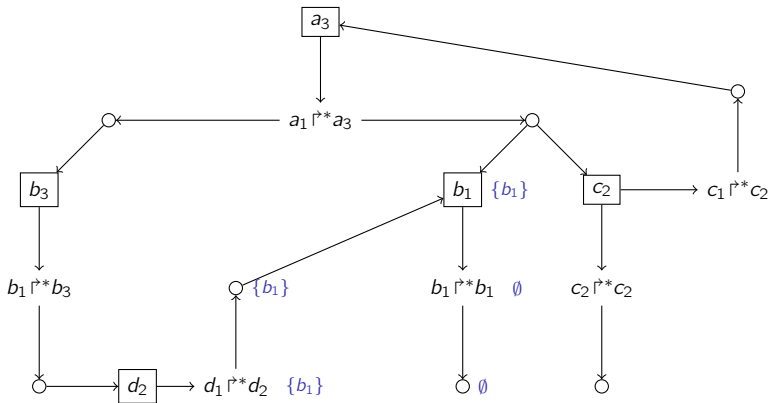 a₃
a₁ ↱* a₃
b₃ b₁ {b₁} c₂ c₁ ↱* c₂
b₁ ↱* b₃ {b₁} b₁ ↱* b₁ ∅ c₂ ↱* c₂
d₂ d₁ ↱* d₂ {b₁} ∅